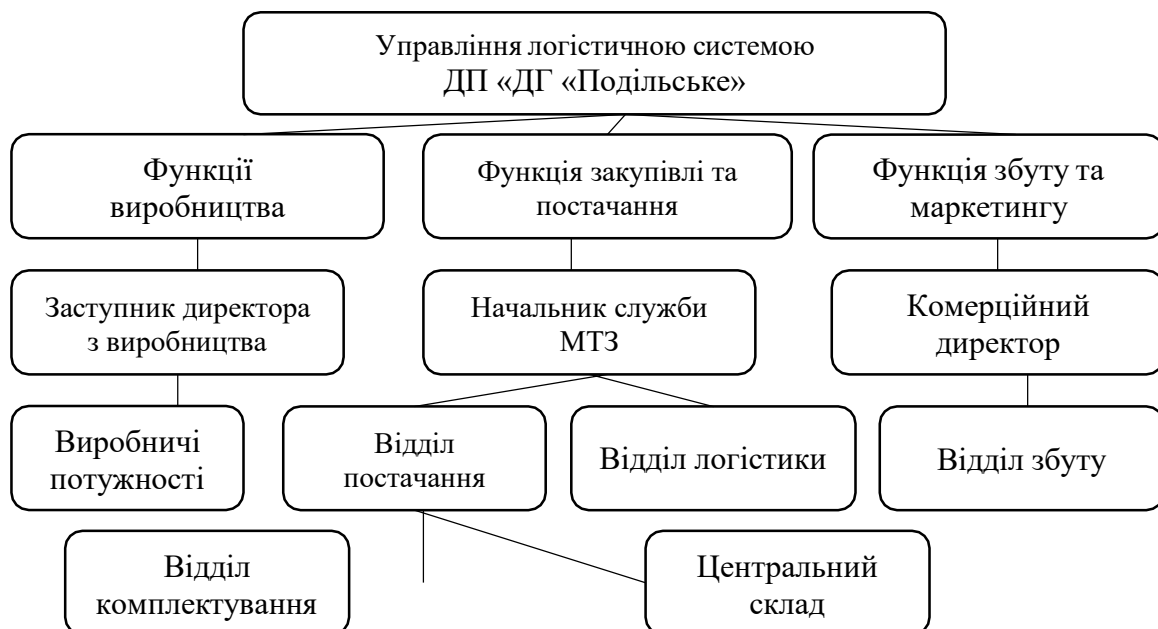 Управління логістичною системою
ДП «ДГ «Подільське»
Функції
виробництва
Функція закупівлі та
постачання
Функція збуту та
маркетингу
Заступник директора
з виробництва
Начальник служби
МТЗ
Комерційний
директор
Виробничі
потужності
Відділ
постачання
Відділ логістики
Відділ збуту
Відділ
комплектування
Центральний
склад